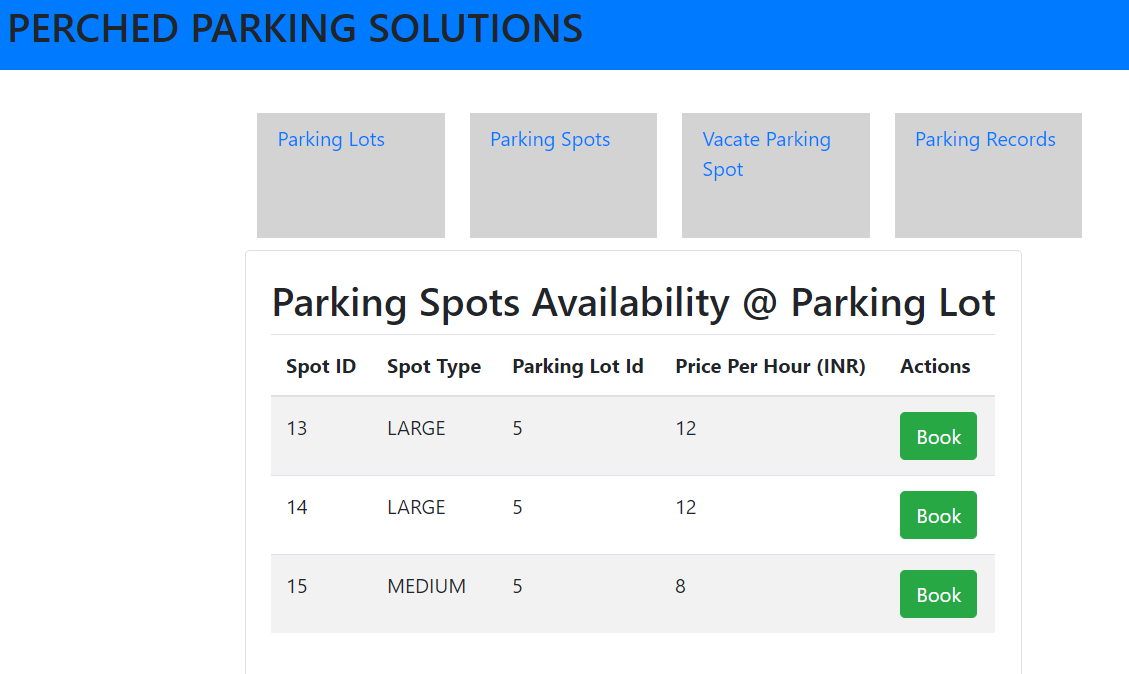 PERCHED PARKING SOLUTIONS
Parking Lots
Parking Spots
Vacate Parking
Spot
Parking Records
Parking Spots Availability @ Parking Lot
Spot ID Spot Type Parking Lot Id Price Per Hour (INR) Actions
13 LARGE 5 12 Book
14 LARGE 5 12 Book
15 MEDIUM 5 8 Book